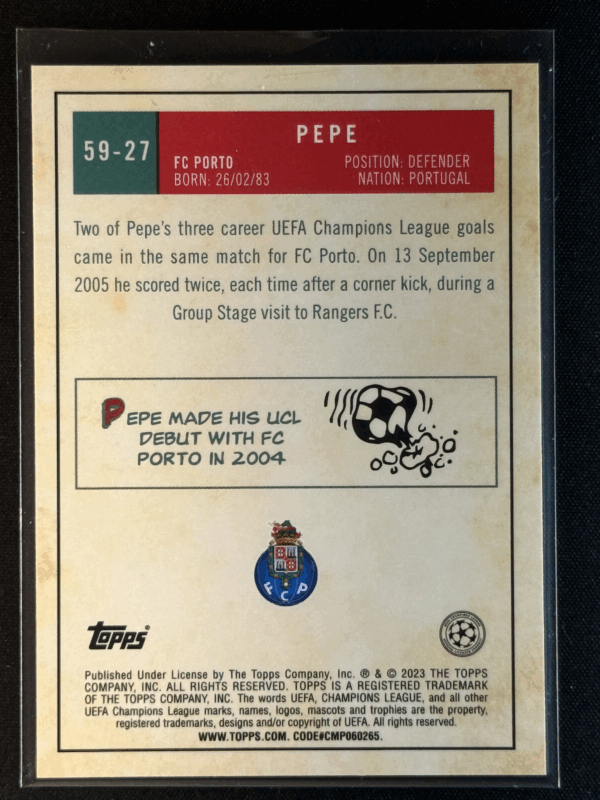 59-27
PEPE
FC PORTO
POSITION: DEFENDER
BORN: 26/02/83
NATION: PORTUGAL
Two of Pepe's three career UEFA Champions League goals
came in the same match for FC Porto. On 13 September
2005 he scored twice, each time after a corner kick, during a
Group Stage visit to Rangers F.C.
PEPE MADE HIS UCL
DEBUT WITH FC
PORTO IN 2004
FCP
Topps®
Published Under License by The Topps Company, Inc. ® & © 2023 THE TOPPS
COMPANY, INC. ALL RIGHTS RESERVED. TOPPS IS A REGISTERED TRADEMARK
OF THE TOPPS COMPANY, INC. The words UEFA, CHAMPIONS LEAGUE, and all other
UEFA Champions League marks, names, logos, mascots and trophies are the property,
registered trademarks, designs and/or copyright of UEFA. All rights reserved.
WWW.TOPPS.COM. CODE#CMP060265.